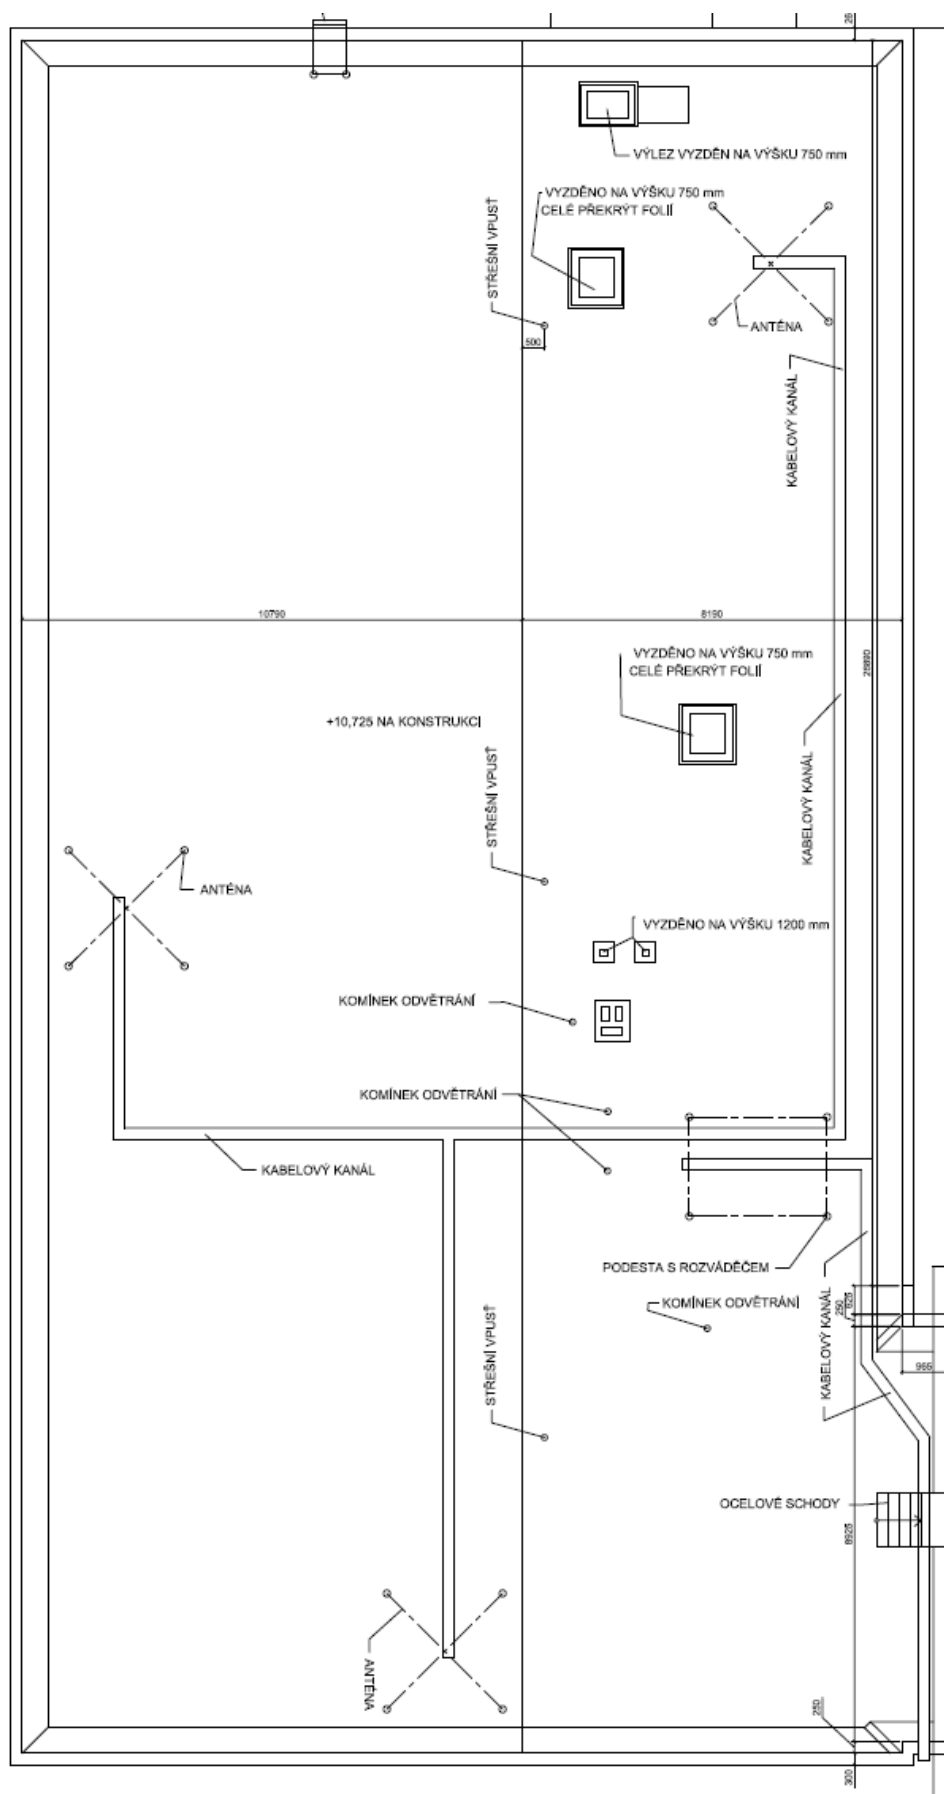 26
VÝLEZ VYZDĚN NA VÝŠKU 750 mm
VYZDĚNO NA VÝŠKU 750 mm
CELÉ PŘEKRÝT FOLIÍ
STŘEŠNÍ VPUSŤ
500
ANTÉNA
KABELOVÝ KANÁL
10790
8190
VYZDĚNO NA VÝŠKU 750 mm
CELÉ PŘEKRÝT FOLIÍ
+10,725 NA KONSTRUKCI
STŘEŠNÍ VPUSŤ
KABELOVÝ KANÁL
ANTÉNA
VYZDĚNO NA VÝŠKU 1200 mm
KOMÍNEK ODVĚTRÁNÍ
KOMÍNEK ODVĚTRÁNÍ
KABELOVÝ KANÁL
PODESTA S ROZVÁDĚČEM
KOMÍNEK ODVĚTRÁNÍ
250
625
KABELOVÝ KANÁL
965
STŘEŠNÍ VPUSŤ
OCELOVÉ SCHODY
8925
ANTÉNA
250
300